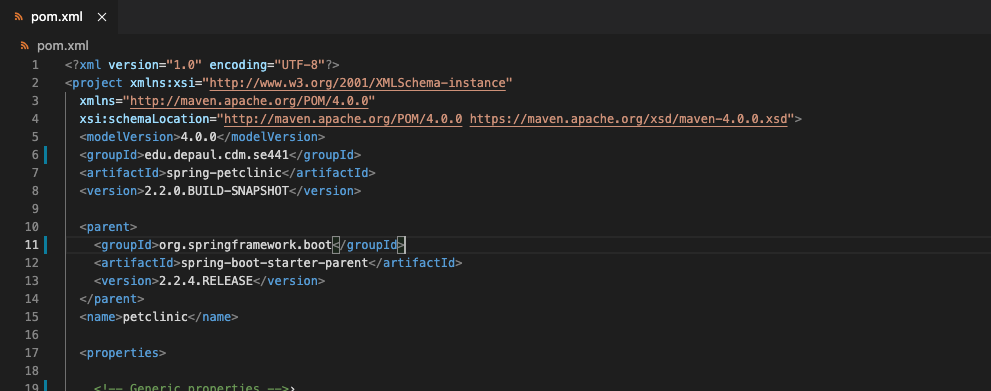 pom.xml
pom.xml
1 <?xml version="1.0" encoding="UTF-8"?>
2 <project xmlns:xsi="http://www.w3.org/2001/XMLSchema-instance"
3 xmlns="http://maven.apache.org/POM/4.0.0"
4 xsi:schemaLocation="http://maven.apache.org/POM/4.0.0 https://maven.apache.org/xsd/maven-4.0.0.xsd">
5 <modelVersion>4.0.0</modelVersion>
6 <groupId>edu.depaul.cdm.se441</groupId>
7 <artifactId>spring-petclinic</artifactId>
8 <version>2.2.0.BUILD-SNAPSHOT</version>
9
10 <parent>
11 <groupId>org.springframework.boot</groupId>
12 <artifactId>spring-boot-starter-parent</artifactId>
13 <version>2.2.4.RELEASE</version>
14 </parent>
15 <name>petclinic</name>
16
17 <properties>
18
19 <!-- Generic properties -->